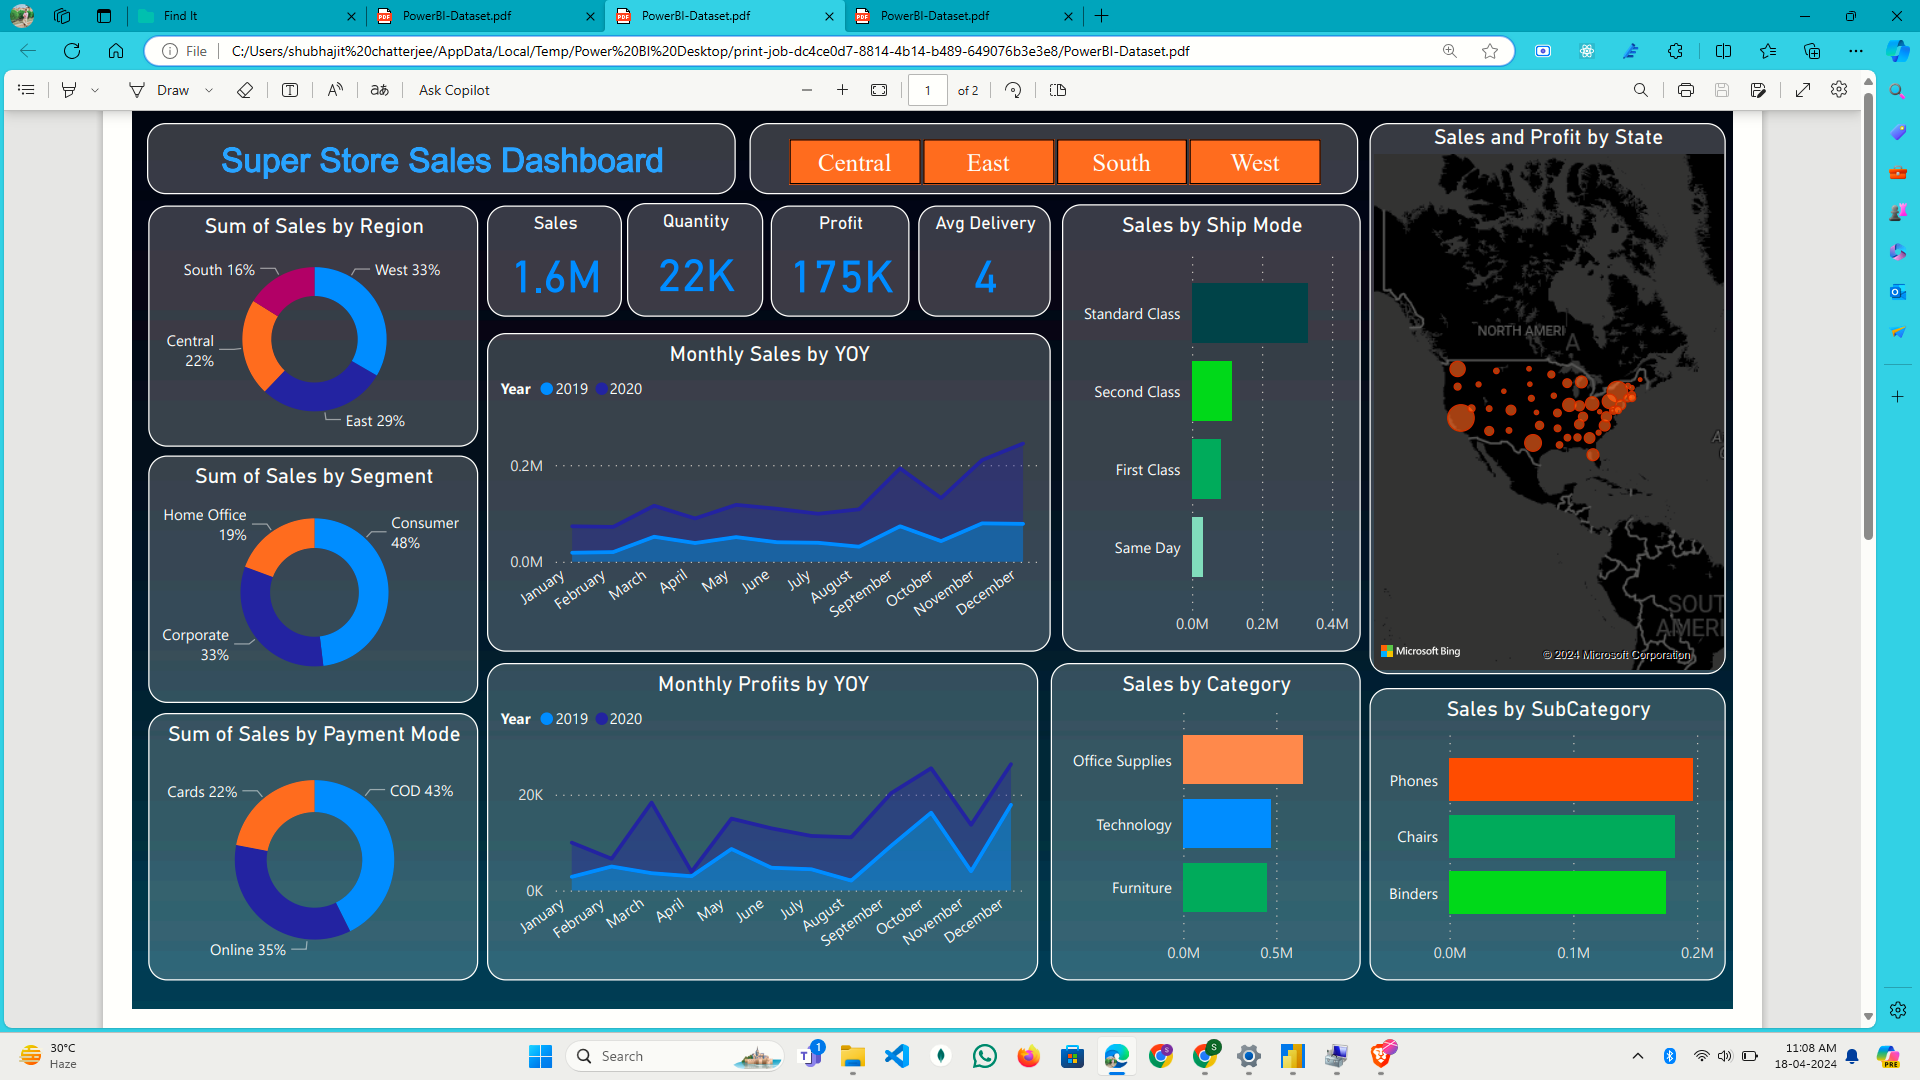 Find It
PowerBI-Dataset.pdf
PowerBI-Dataset.pdf
PowerBI-Dataset.pdf
File
C:/Users/shubhajit%20chatterjee/AppData/Local/Temp/Power%20BI%20Desktop/print-job-dc4ce0d7-8814-4b14-b489-649076b3e3e8/PowerBI-Dataset.pdf
Draw
Ask Copilot
1 of 2
Super Store Sales Dashboard
Central
East
South
West
Sum of Sales by Region
South 16%
West 33%
Central
22%
East 29%
Sales
1.6M
Quantity
22K
Profit
175K
Avg Delivery
4
Sales by Ship Mode
Standard Class
Second Class
First Class
Same Day
0.0M
0.2M
0.4M
Sales and Profit by State
NORTH AMERI
A
SOUT
AMERI
Microsoft Bing
© 2024 Microsoft Corporation
Monthly Sales by YOY
Year 2019 2020
0.2M
0.0M
January
February
March
April
May
June
July
August
September
October
November
December
Sum of Sales by Segment
Home Office
19%
Consumer
48%
Corporate
33%
Sum of Sales by Payment Mode
Cards 22%
COD 43%
Online 35%
Monthly Profits by YOY
Year 2019 2020
20K
0K
January
February
March
April
May
June
July
August
September
October
November
December
Sales by Category
Office Supplies
Technology
Furniture
0.0M
0.5M
Sales by SubCategory
Phones
Chairs
Binders
0.0M
0.1M
0.2M
30°C
Haze
Search
1
11:08 AM
18-04-2024